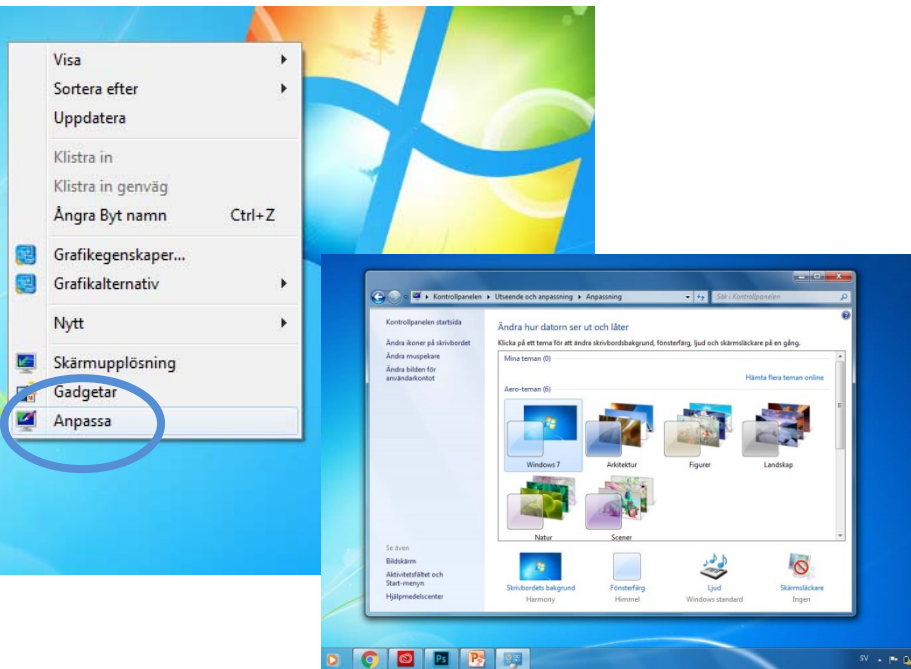 Visa
Sortera efter
Uppdatera
Klistra in
Klistra in genväg
Ångra Byt namn Ctrl+Z
Grafikegenskaper...
Grafikalternativ
Nytt
Skärmupplösning
Gadgetar
Anpassa
Kontrollpanelen Utseende och anpassning Anpassning Sök i Kontrollpanelen
Kontrollpanelen startsida
Ändra ikoner på skrivbordet
Ändra muspekare
Ändra bilden för
användarkontot
Se även
Bildskärm
Aktivitetsfältet och
Start-menyn
Hjälpmedelscenter
Ändra hur datorn ser ut och låter
Klicka på ett tema för att ändra skrivbordsbakgrund, fönsterfärg, ljud och skärmsläckare på en gång.
Mina teman (0)
Hämta flera teman online
Aero-teman (6)
Windows 7 Arkitektur Figurer Landskap
Natur Scener
Skrivbordets bakgrund Fönsterfärg Ljud Skärmsläckare
Harmony Himmel Windows standard Ingen
Ps
SV